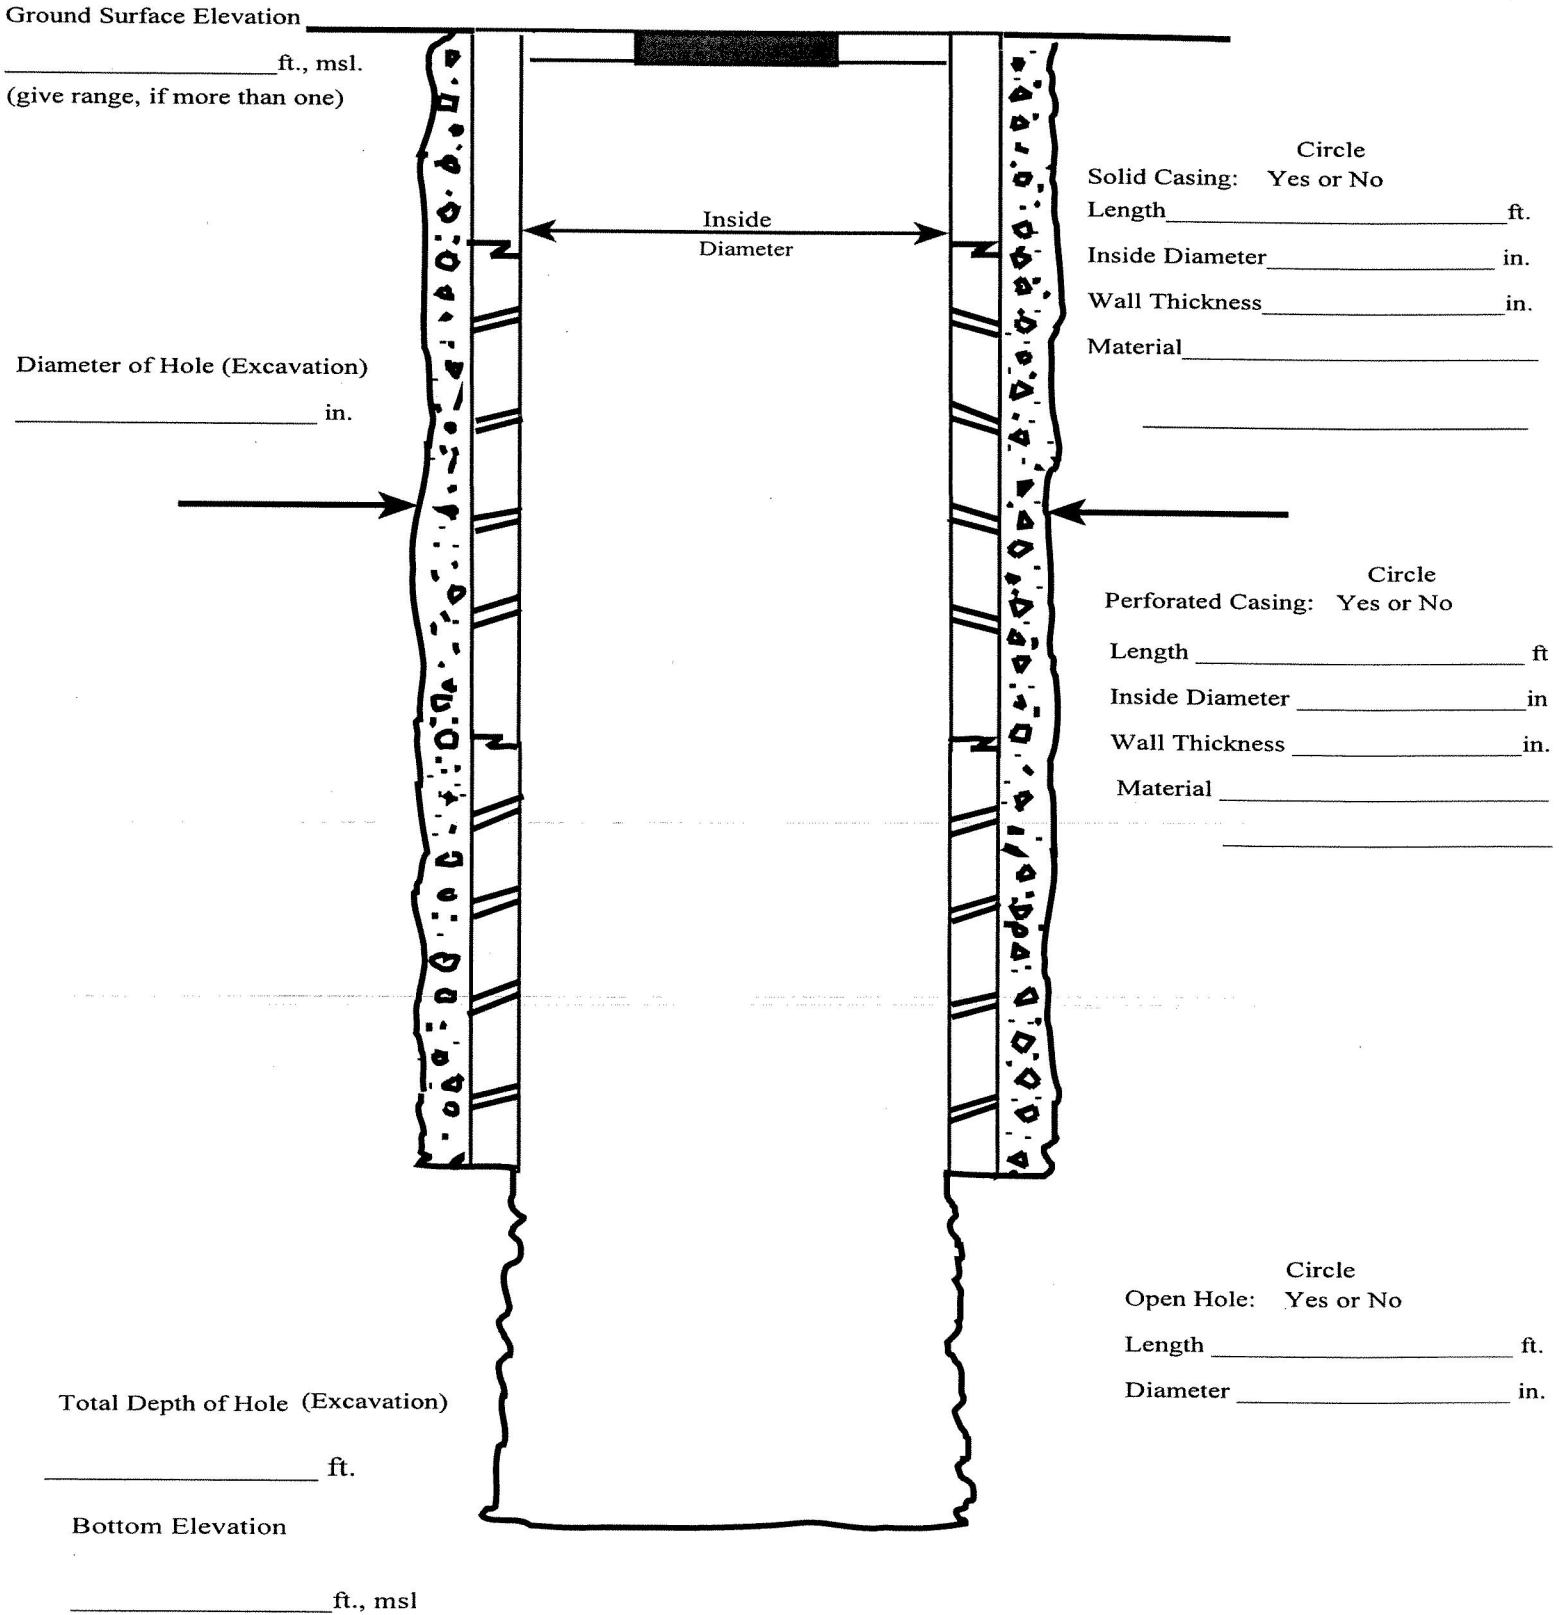 Ground Surface Elevation
ft., msl.
(give range, if more than one)
Circle
Solid Casing: Yes or No
Length ft.
Inside Diameter in.
Wall Thickness in.
Material
Inside
Diameter
Diameter of Hole (Excavation)
in.
Circle
Perforated Casing: Yes or No
Length ft
Inside Diameter in
Wall Thickness in.
Material
Circle
Open Hole: Yes or No
Length ft.
Diameter in.
Total Depth of Hole (Excavation)
ft.
Bottom Elevation
ft., msl